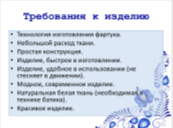 Требования к изделию
• Технология изготовления фартука.
• Небольшой расход ткани.
• Простая конструкция.
• Изделие, быстрое в изготовлении.
• Изделие, удобное в использовании (не
стесняет в движении).
• Модное, современное изделие.
• Натуральная белая ткань (необходимая в
технике батика).
• Красивое изделие.